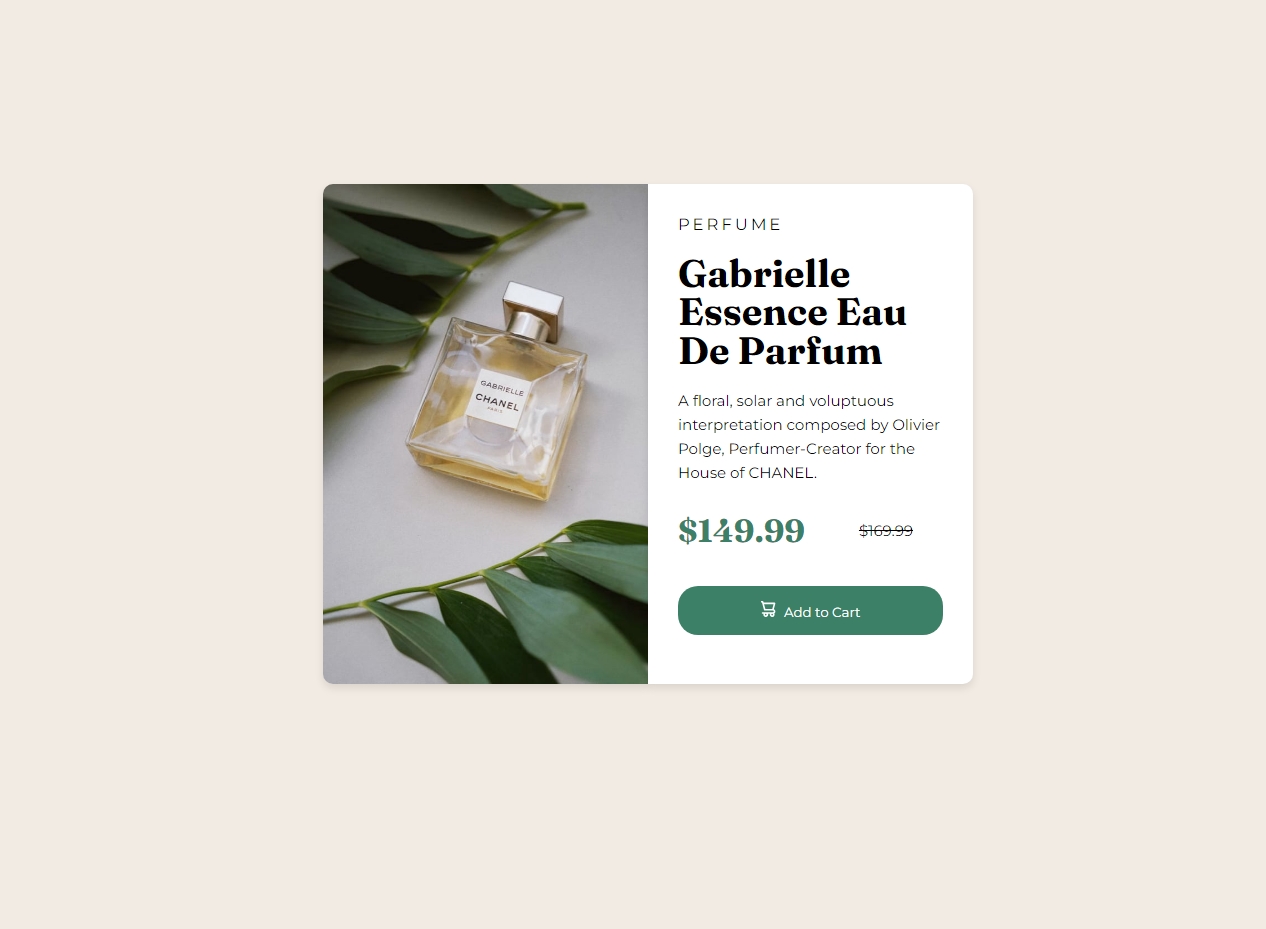 GABRIELLE
CHANEL
PARIS
PERFUME
Gabrielle
Essence Eau
De Parfum
A floral, solar and voluptuous
interpretation composed by Olivier
Polge, Perfumer-Creator for the
House of CHANEL.
$149.99 $169.99
Add to Cart